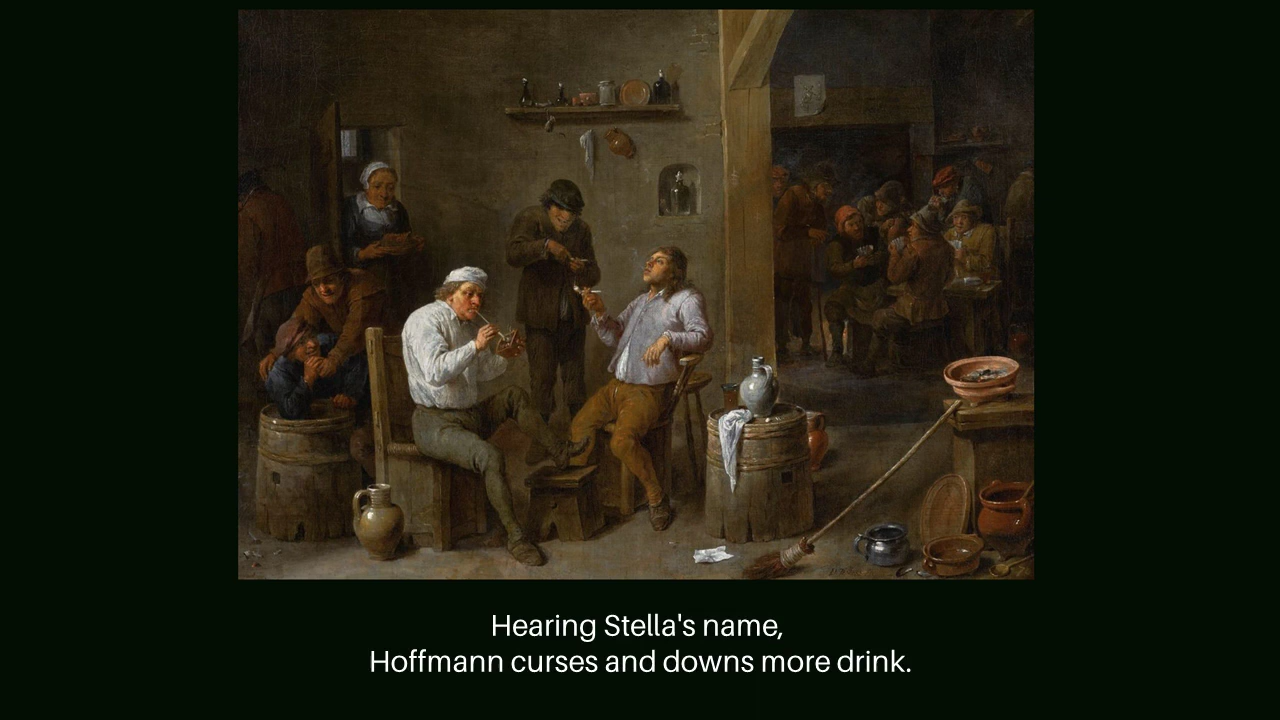 Hearing Stella's name,
Hoffmann curses and downs more drink.